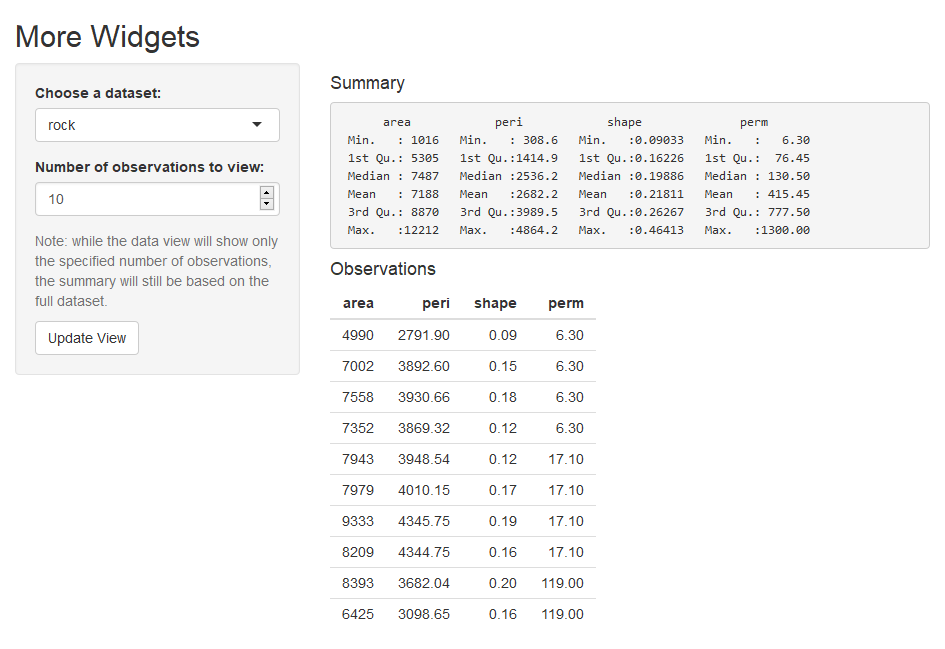 More Widgets
Choose a dataset:
rock
Number of observations to view:
10
Note: while the data view will show only
the specified number of observations,
the summary will still be based on the
full dataset.
Update View
Summary
area peri shape perm
Min. : 1016 Min. : 308.6 Min. :0.09033 Min. : 6.30
1st Qu.: 5305 1st Qu.:1414.9 1st Qu.:0.16226 1st Qu.: 76.45
Median : 7487 Median :2536.2 Median :0.19886 Median : 130.50
Mean : 7188 Mean :2682.2 Mean :0.21811 Mean : 415.45
3rd Qu.: 8870 3rd Qu.:3989.5 3rd Qu.:0.26267 3rd Qu.: 777.50
Max. :12212 Max. :4864.2 Max. :0.46413 Max. :1300.00
Observations
area peri shape perm
4990 2791.90 0.09 6.30
7002 3892.60 0.15 6.30
7558 3930.66 0.18 6.30
7352 3869.32 0.12 6.30
7943 3948.54 0.12 17.10
7979 4010.15 0.17 17.10
9333 4345.75 0.19 17.10
8209 4344.75 0.16 17.10
8393 3682.04 0.20 119.00
6425 3098.65 0.16 119.00